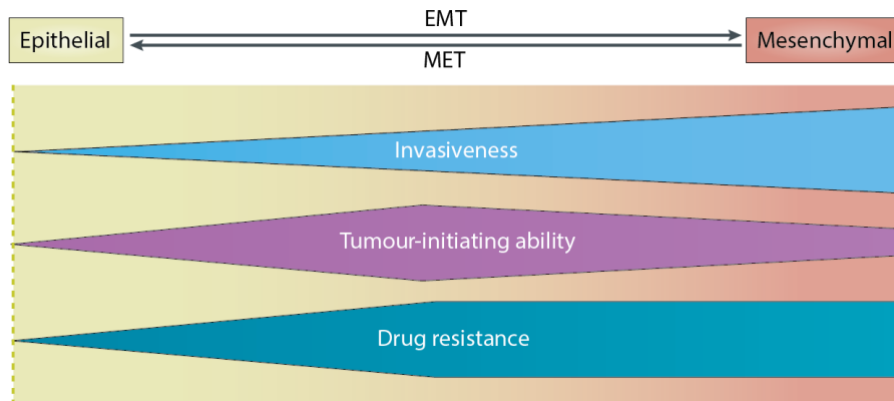 EMT
Epithelial
Mesenchymal
MET
Invasiveness
Tumour-initiating ability
Drug resistance